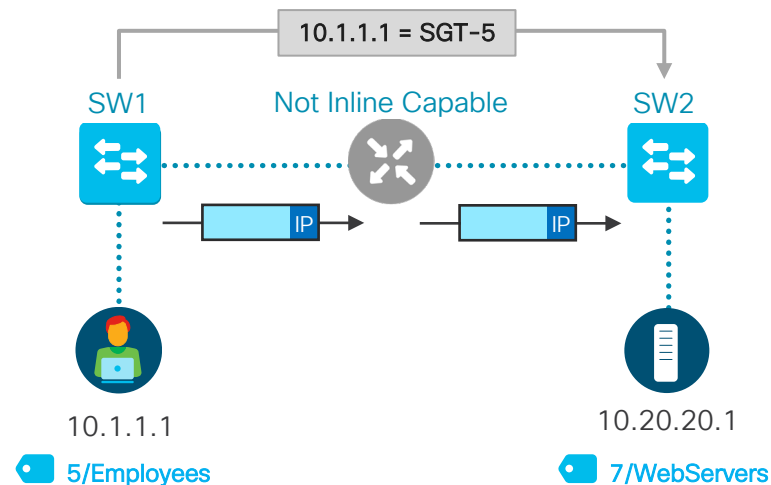 10.1.1.1 = SGT-5
SW1
Not Inline Capable
SW2
IP
IP
10.1.1.1
10.20.20.1
5/Employees
7/WebServers